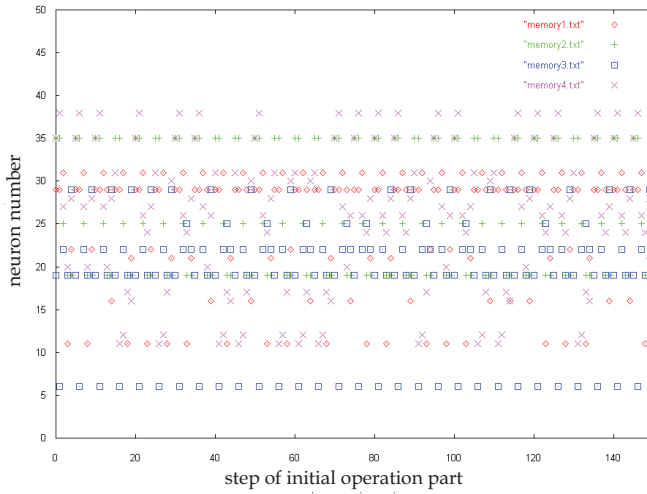 50
45
40
35
30
25
20
15
10
5
0
neuron number
"memory1.txt"
"memory2.txt"
"memory3.txt"
"memory4.txt"
0 20 40 60 80 100 120 140
step of initial operation part